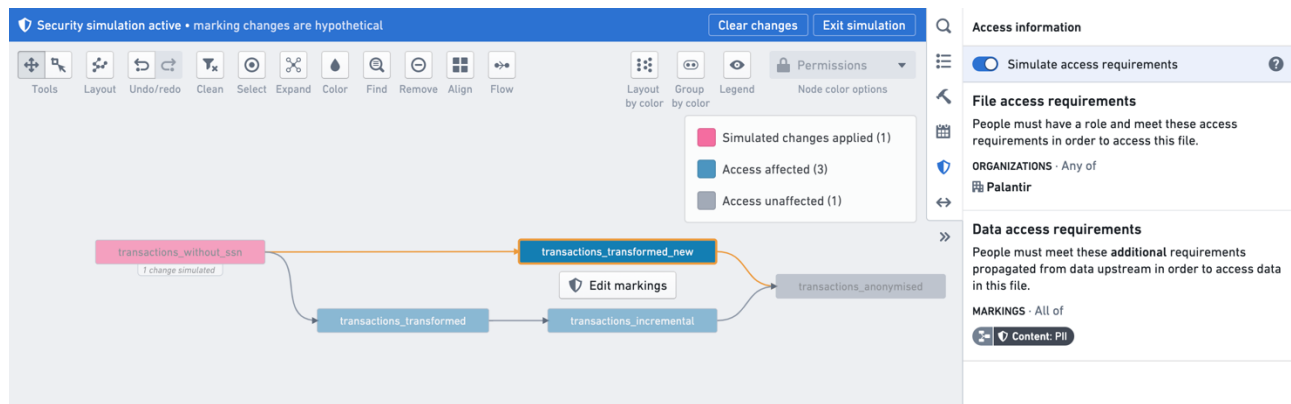 Security simulation active • marking changes are hypothetical
Clear changes
Exit simulation
Tools
Layout
Undo/redo
Clean
Select
Expand
Color
Find
Remove
Align
Flow
Layout
by color
Group
by color
Legend
Permissions
Node color options
Simulated changes applied (1)
Access affected (3)
Access unaffected (1)
transactions_without_ssn
1 change simulated
transactions_transformed_new
Edit markings
transactions_anonymised
transactions_transformed
transactions_incremental
Access information
Simulate access requirements
File access requirements
People must have a role and meet these access
requirements in order to access this file.
ORGANIZATIONS · Any of
Palantir
Data access requirements
People must meet these additional requirements
propagated from data upstream in order to access data
in this file.
MARKINGS · All of
Content: PII